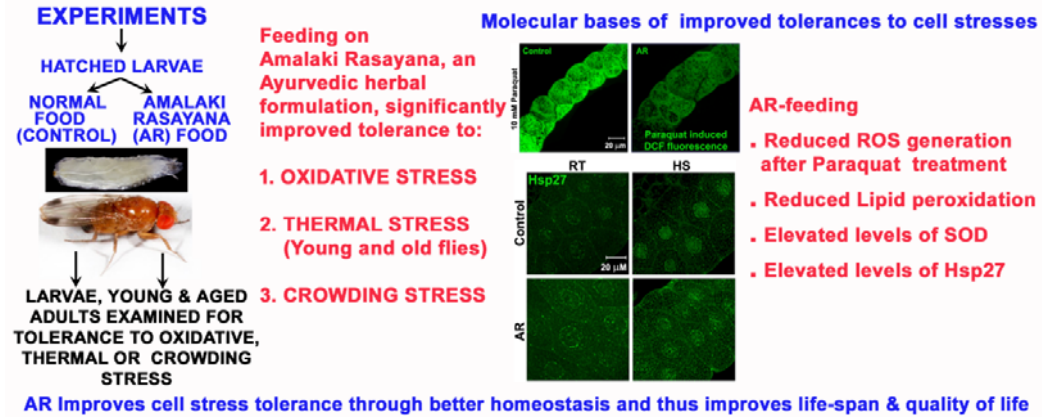 EXPERIMENTS
HATCHED LARVAE
NORMAL
FOOD
(CONTROL)
AMALAKI
RASAYANA
(AR) FOOD
LARVAE, YOUNG & AGED
ADULTS EXAMINED FOR
TOLERANCE TO OXIDATIVE,
THERMAL OR CROWDING
STRESS
Feeding on
Amalaki Rasayana, an
Ayurvedic herbal
formulation, significantly
improved tolerance to:
1. OXIDATIVE STRESS
2. THERMAL STRESS
(Young and old flies)
3. CROWDING STRESS
Molecular bases of improved tolerances to cell stresses
10 mM Paraquat
Control
20 µm
AR
Paraquat induced
DCF fluorescence
RT
HS
Control
Hsp27
20 µM
AR
AR-feeding
. Reduced ROS generation
after Paraquat treatment
. Reduced Lipid peroxidation
. Elevated levels of SOD
. Elevated levels of Hsp27
AR Improves cell stress tolerance through better homeostasis and thus improves life-span & quality of life